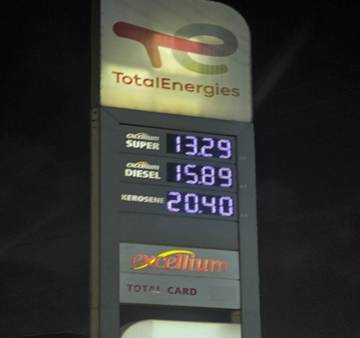 TotalEnergies
excellium
SUPER 13.29
excellium
DIESEL 15.89
KEROSENE 20.40
excellium
TOTAL CARD